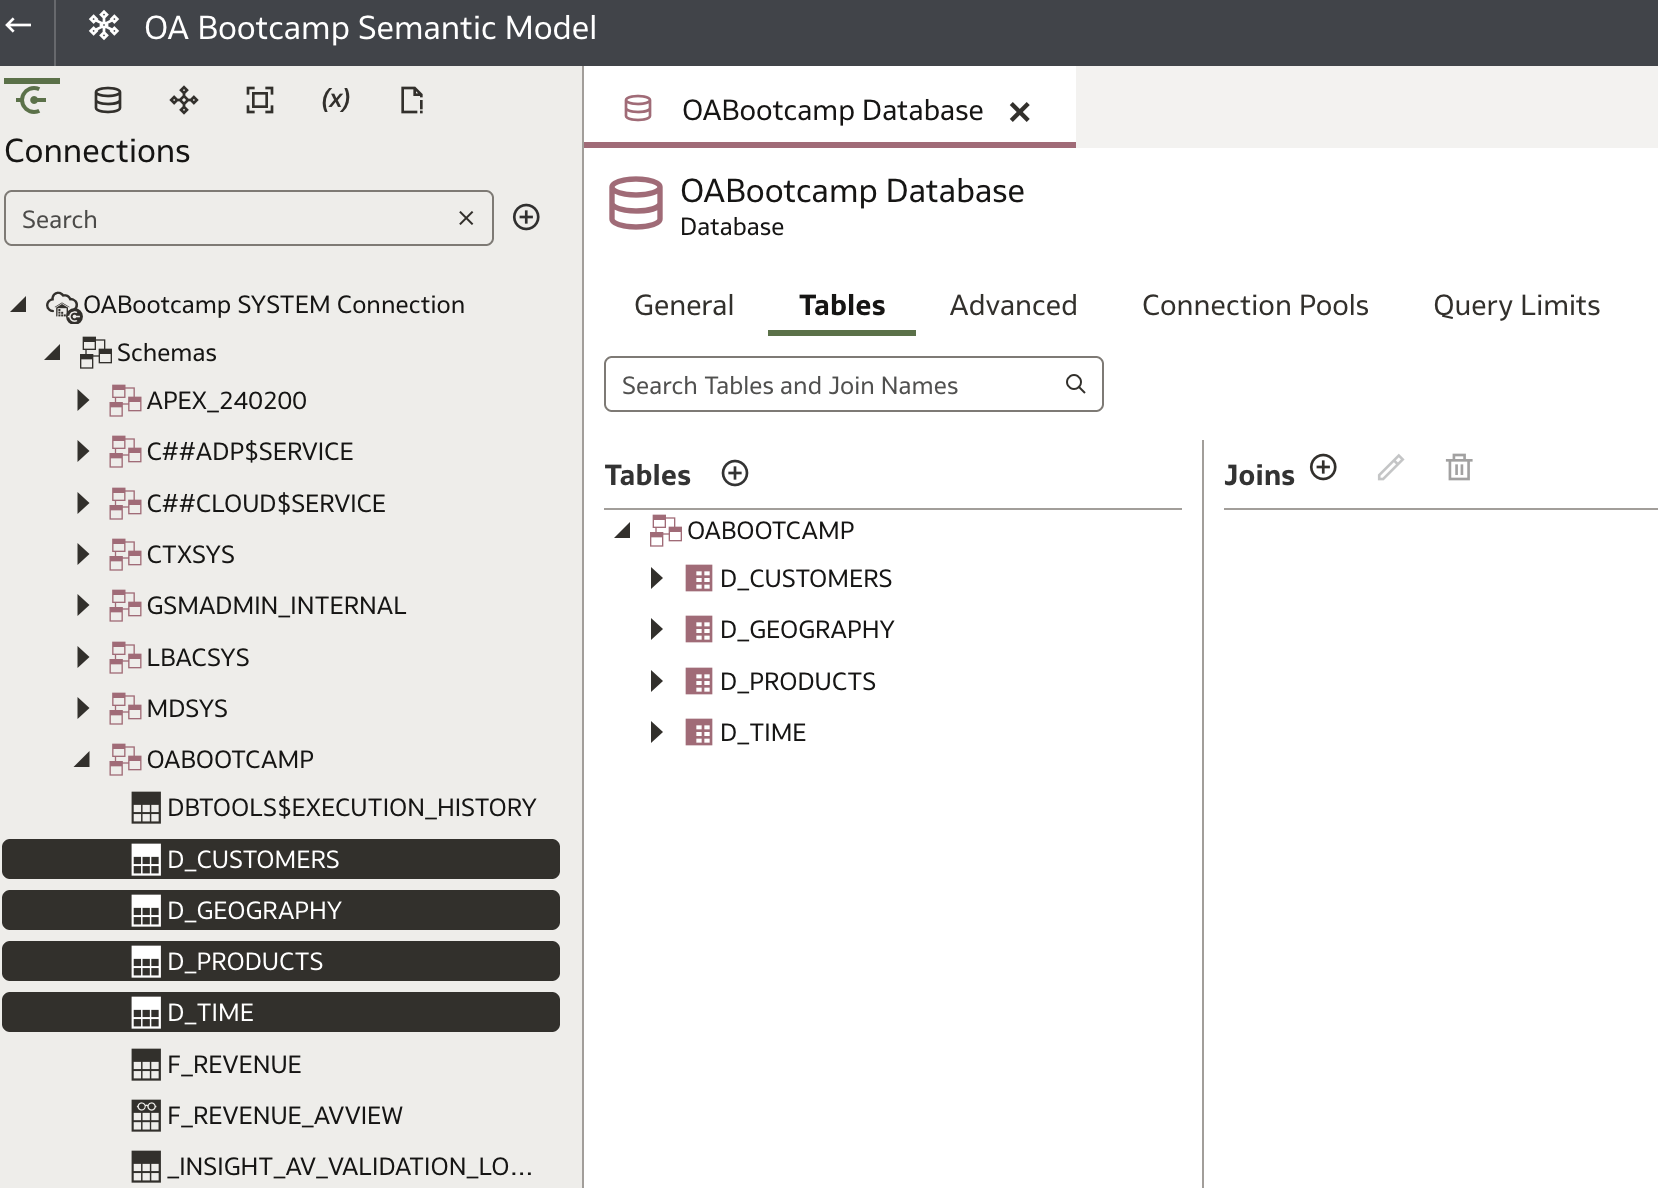 OA Bootcamp Semantic Model
(x)
Connections
Search
OABootcamp SYSTEM Connection
Schemas
APEX_240200
C##ADP$SERVICE
C##CLOUD$SERVICE
CTXSYS
GSMADMIN_INTERNAL
LBACSYS
MDSYS
OABOOTCAMP
DBTOOLS$EXECUTION_HISTORY
D_CUSTOMERS
D_GEOGRAPHY
D_PRODUCTS
D_TIME
F_REVENUE
F_REVENUE_AVVIEW
_INSIGHT_AV_VALIDATION_LO...
OABootcamp Database
OABootcamp Database
Database
General Tables Advanced Connection Pools Query Limits
Search Tables and Join Names
Tables
OABOOTCAMP
D_CUSTOMERS
D_GEOGRAPHY
D_PRODUCTS
D_TIME
Joins